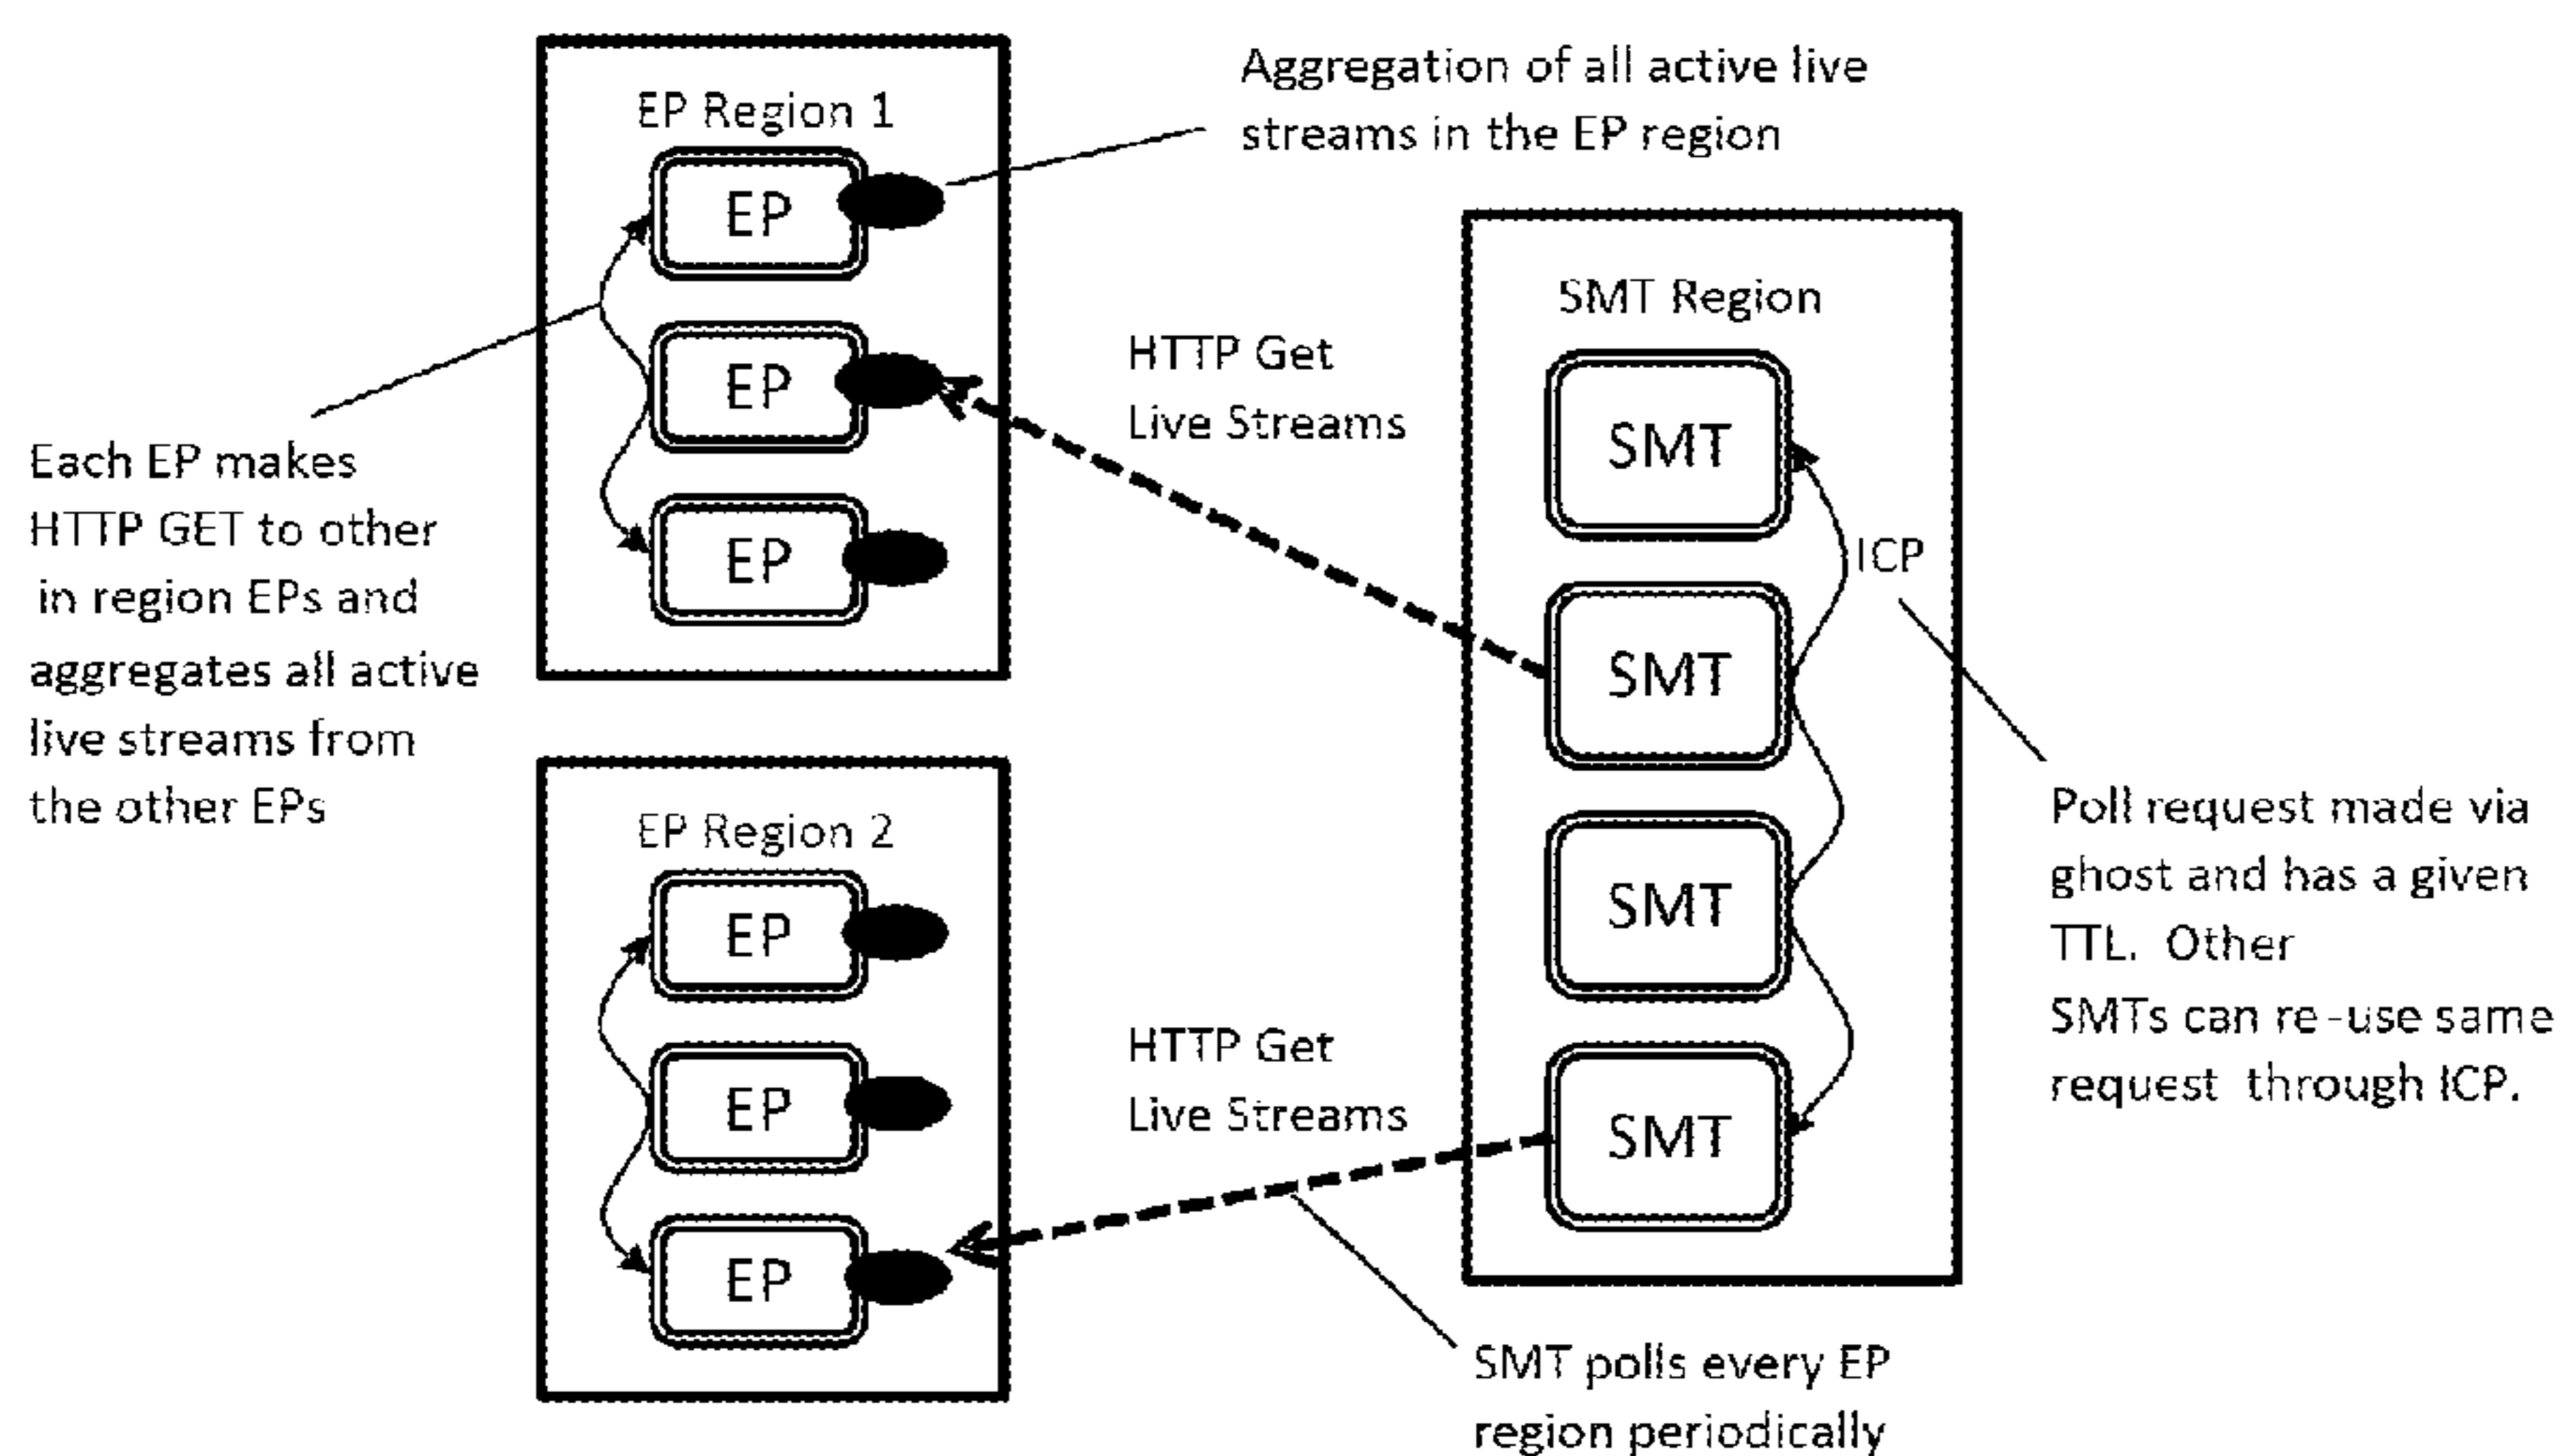 EP Region 1
EP
EP
EP
Aggregation of all active live
streams in the EP region
Each EP makes
HTTP GET to other
in region EPs and
aggregates all active
live streams from
the other EPs
HTTP Get
Live Streams
SMT Region
SMT
SMT
SMT
SMT
ICP
Poll request made via
ghost and has a given
TTL. Other
SMTs can re-use same
request through ICP.
EP Region 2
EP
EP
EP
HTTP Get
Live Streams
SMT polls every EP
region periodically